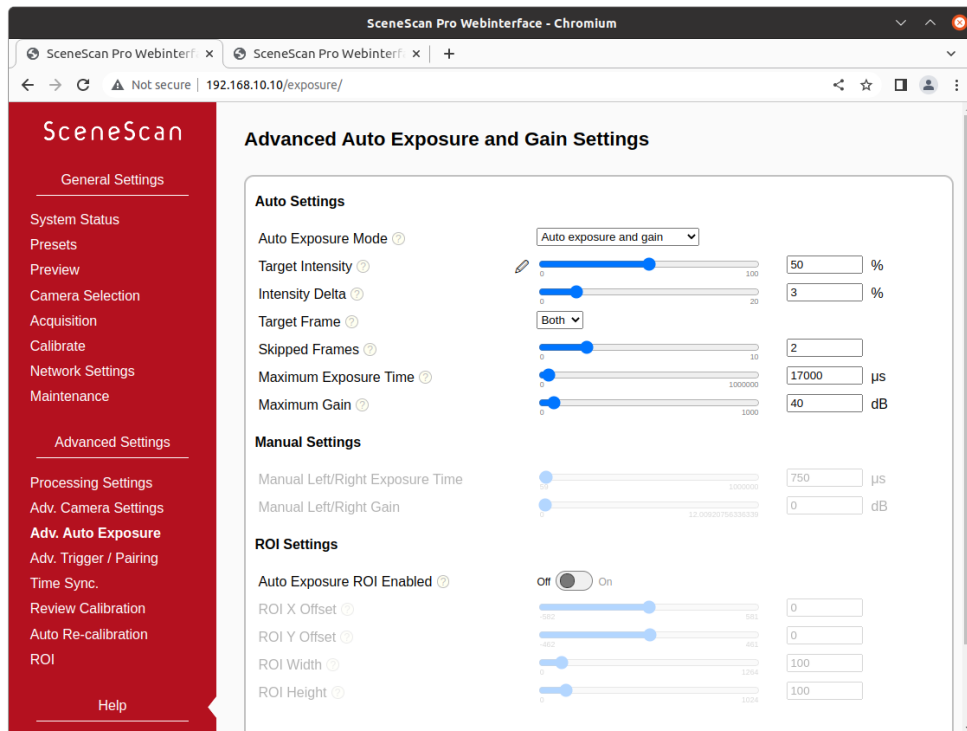 SceneScan Pro Webinterface - Chromium
SceneScan Pro Webinterf
SceneScan Pro Webinterf
Not secure
192.168.10.10/exposure/
SceneScan
General Settings
System Status
Presets
Preview
Camera Selection
Acquisition
Calibrate
Network Settings
Maintenance
Advanced Settings
Processing Settings
Adv. Camera Settings
Adv. Auto Exposure
Adv. Trigger / Pairing
Time Sync.
Review Calibration
Auto Re-calibration
ROI
Help
Advanced Auto Exposure and Gain Settings
Auto Settings
Auto Exposure Mode ? Auto exposure and gain
Target Intensity ? 0 100 50 %
Intensity Delta ? 0 20 3 %
Target Frame ? Both
Skipped Frames ? 0 10 2
Maximum Exposure Time ? 0 1000000 17000 μs
Maximum Gain ? 0 1000 40 dB
Manual Settings
Manual Left/Right Exposure Time 59 1000000 750 μs
Manual Left/Right Gain 0 0 dB
ROI Settings
Auto Exposure ROI Enabled ? Off On
ROI X Offset ? 0
ROI Y Offset ? 0
ROI Width ? 0 1264 100
ROI Height ? 0 1024 100